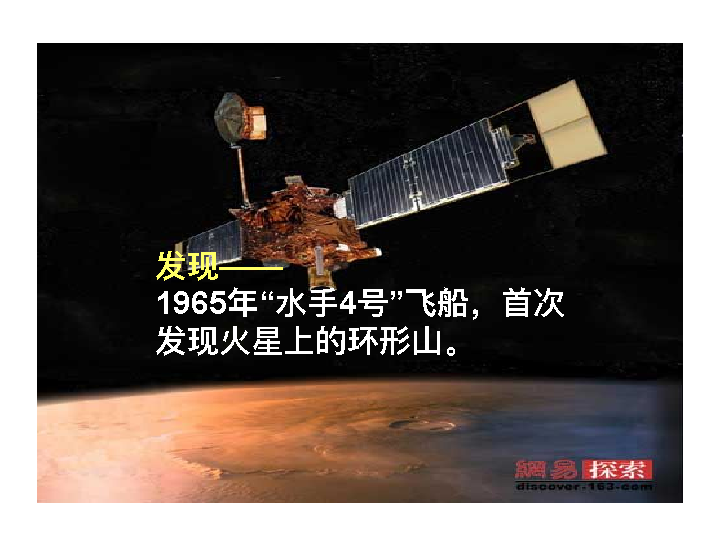 发现——
1965年“水手4号”飞船，首次
发现火星上的环形山。
網易 探索
discover.163.com